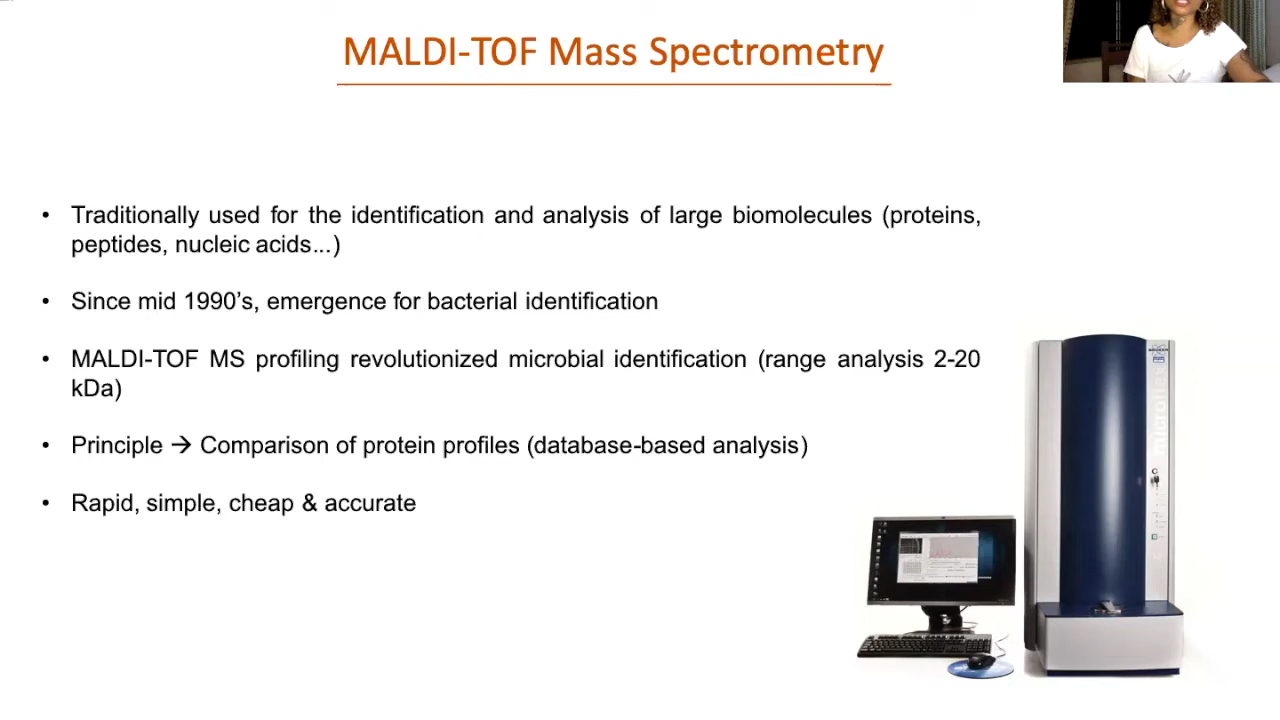 MALDI-TOF Mass Spectrometry
• Traditionally used for the identification and analysis of large biomolecules (proteins,
peptides, nucleic acids...)
• Since mid 1990’s, emergence for bacterial identification
• MALDI-TOF MS profiling revolutionized microbial identification (range analysis 2-20
kDa)
• Principle → Comparison of protein profiles (database-based analysis)
• Rapid, simple, cheap & accurate
BRUKER
microflex